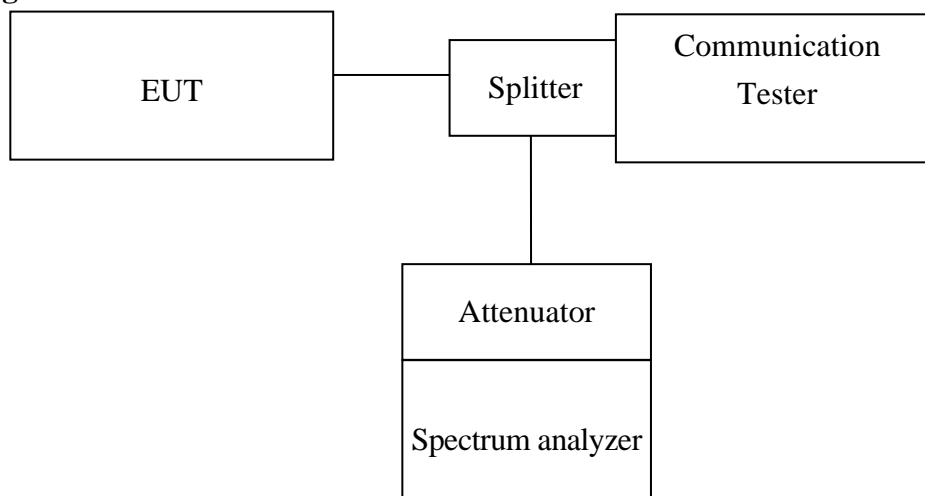 EUT
Splitter
Communication
Tester
Attenuator
Spectrum analyzer